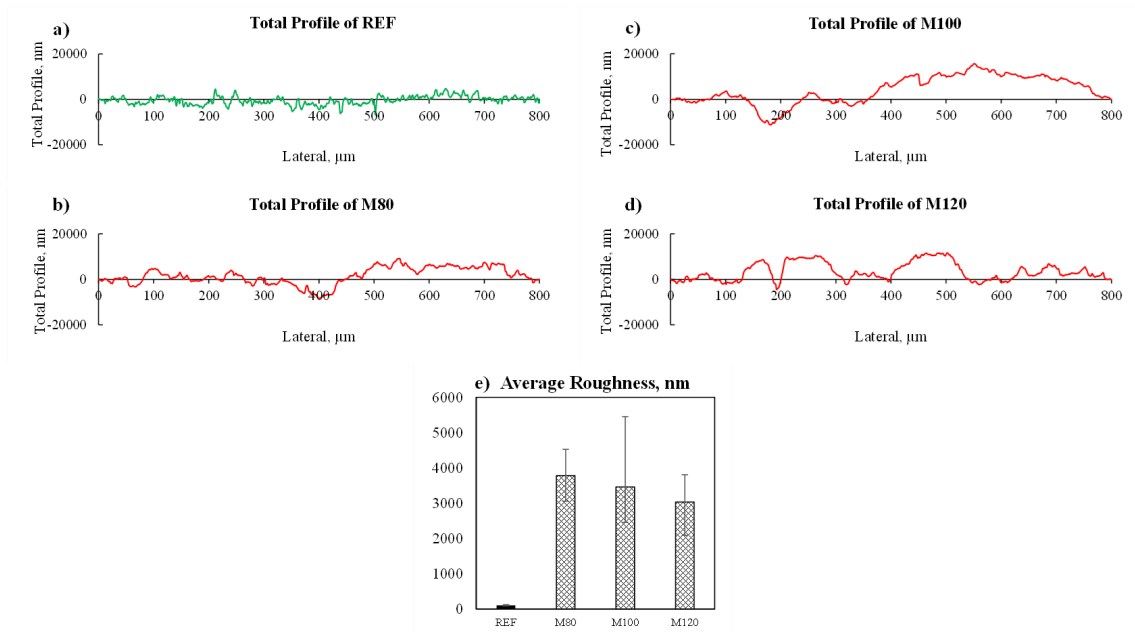 a) Total Profile of REF
Total Profile, nm
20000
0
-20000
0 100 200 300 400 500 600 700 800
Lateral, µm
c) Total Profile of M100
Total Profile, nm
20000
0
-20000
0 100 200 300 400 500 600 700 800
Lateral, µm
b) Total Profile of M80
Total Profile, nm
20000
0
-20000
0 100 200 300 400 500 600 700 800
Lateral, µm
d) Total Profile of M120
Total Profile, nm
20000
0
-20000
0 100 200 300 400 500 600 700 800
Lateral, µm
e) Average Roughness, nm
6000
5000
4000
3000
2000
1000
0
REF M80 M100 M120